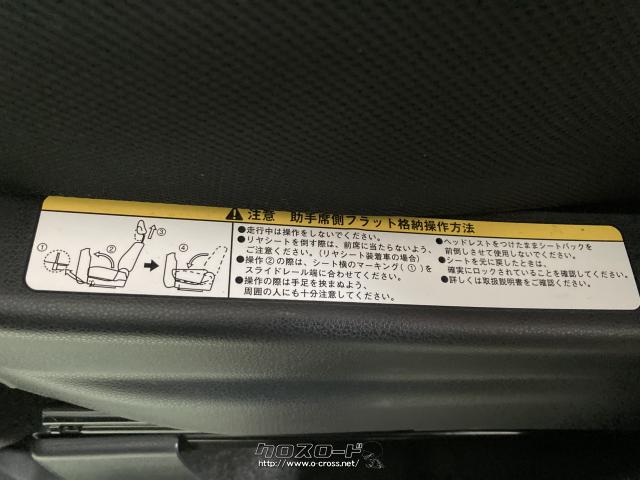 注意 助手席側フラット格納操作方法
① ② ③ ④
●走行中は操作をしないでください。
●リヤシートを倒す際は、前席に当たらないよう、
ご注意ください。(リヤシート装着車の場合)
●操作②の際は、シート横のマーキング(①)を
スライドレール端に合わせてください。
●操作の際は手足を挟まぬよう、
周囲の人にも十分注意してください。
●ヘッドレストをつけたままシートバックを
前倒しさせて使用しないでください。
●シートを元に戻したときは、
確実にロックされていることを確認してください。
●詳しくは取扱説明書をご確認ください。
クロスロード
http://www.o-cross.net/